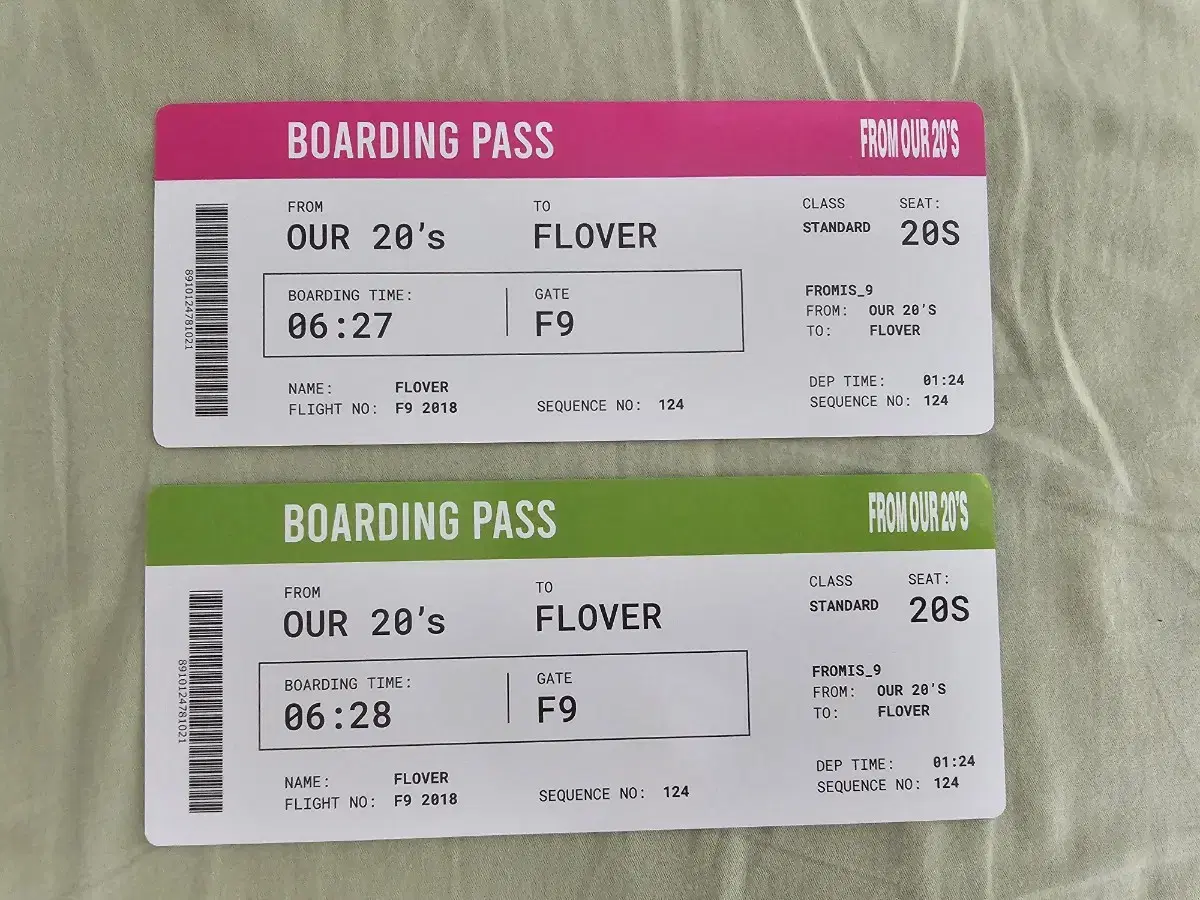 BOARDING PASS FROM OUR 20'S
FROM TO CLASS SEAT:
OUR 20's FLOVER STANDARD 20S
BOARDING TIME: GATE FROMIS_9
06:27 F9 FROM: OUR 20'S
TO: FLOVER
NAME: FLOVER DEP TIME: 01:24
FLIGHT NO: F9 2018 SEQUENCE NO: 124 SEQUENCE NO: 124
8910124781021
BOARDING PASS FROM OUR 20'S
FROM TO CLASS SEAT:
OUR 20's FLOVER STANDARD 20S
BOARDING TIME: GATE FROMIS_9
06:28 F9 FROM: OUR 20'S
TO: FLOVER
NAME: FLOVER DEP TIME: 01:24
FLIGHT NO: F9 2018 SEQUENCE NO: 124 SEQUENCE NO: 124
8910124781021